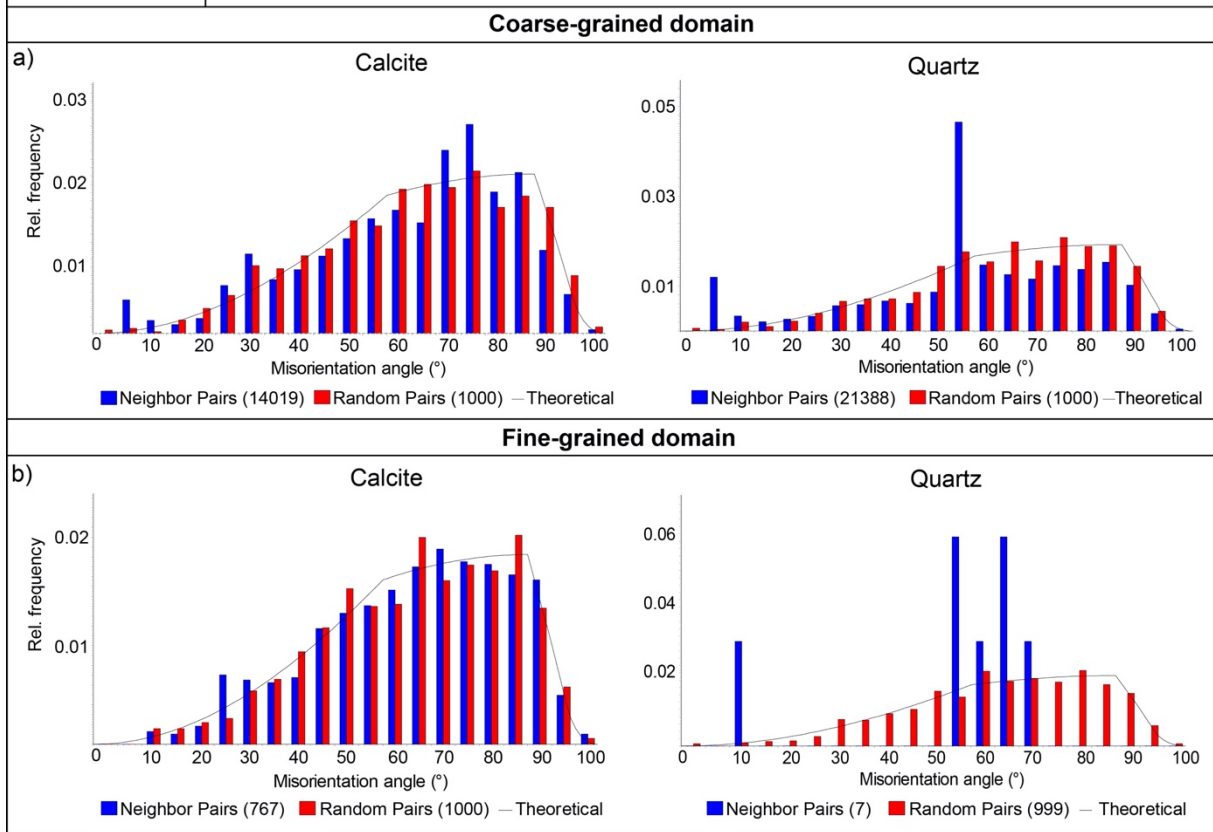 Coarse-grained domain
a)
Calcite
Rel. frequency
0.03
0.02
0.01
0 10 20 30 40 50 60 70 80 90 100
Misorientation angle (°)
Neighbor Pairs (14019) Random Pairs (1000) Theoretical
Quartz
0.05
0.03
0.01
0 10 20 30 40 50 60 70 80 90 100
Misorientation angle (°)
Neighbor Pairs (21388) Random Pairs (1000) Theoretical
Fine-grained domain
b)
Calcite
Rel. frequency
0.02
0.01
0 10 20 30 40 50 60 70 80 90 100
Misorientation angle (°)
Neighbor Pairs (767) Random Pairs (1000) Theoretical
Quartz
0.06
0.04
0.02
0 10 20 30 40 50 60 70 80 90 100
Misorientation angle (°)
Neighbor Pairs (7) Random Pairs (999) Theoretical